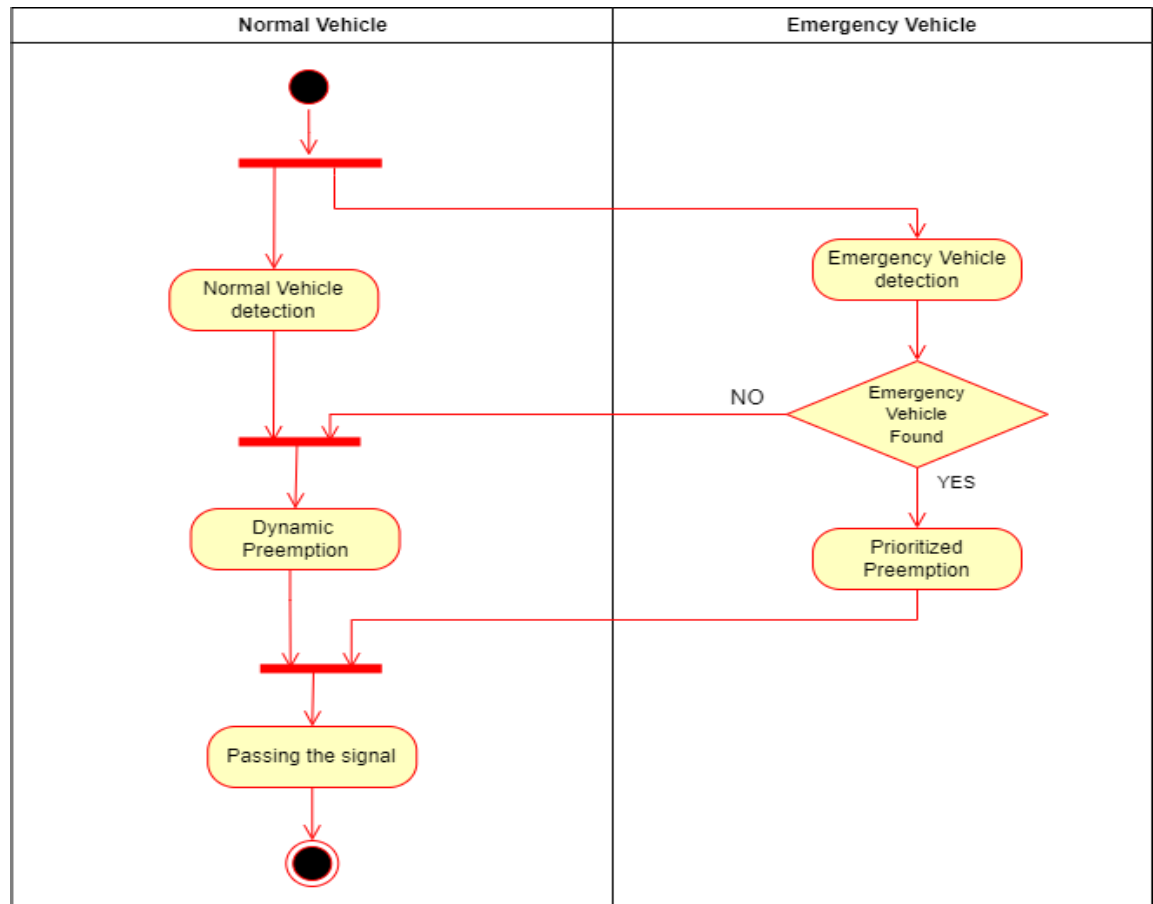 Normal Vehicle
Emergency Vehicle
Emergency Vehicle
detection
Normal Vehicle
detection
NO
Emergency
Vehicle
Found
YES
Dynamic
Preemption
Prioritized
Preemption
Passing the signal